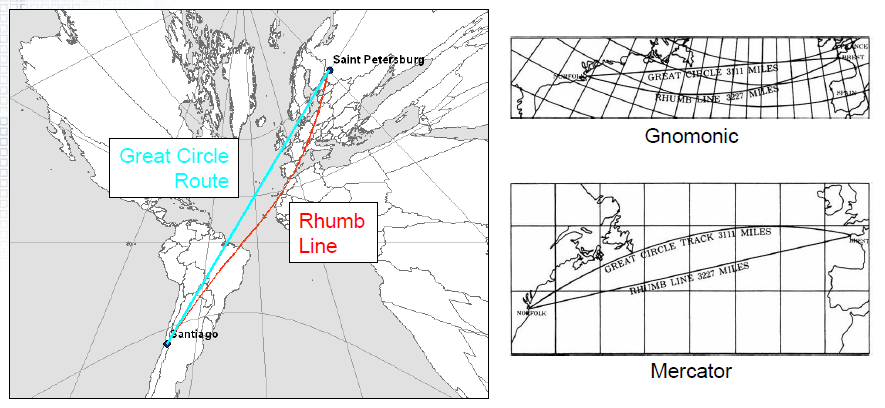 Saint Petersburg
Great Circle
Route
Rhumb
Line
Santiago
NORFOLK
GREAT CIRCLE 3111 MILES
RHUMB LINE 3227 MILES
FRANCE
BREST
SPAIN
Gnomonic
GREAT CIRCLE TRACK 3111 MILES
RHUMB LINE 3227 MILES
NORFOLK
BREST
Mercator